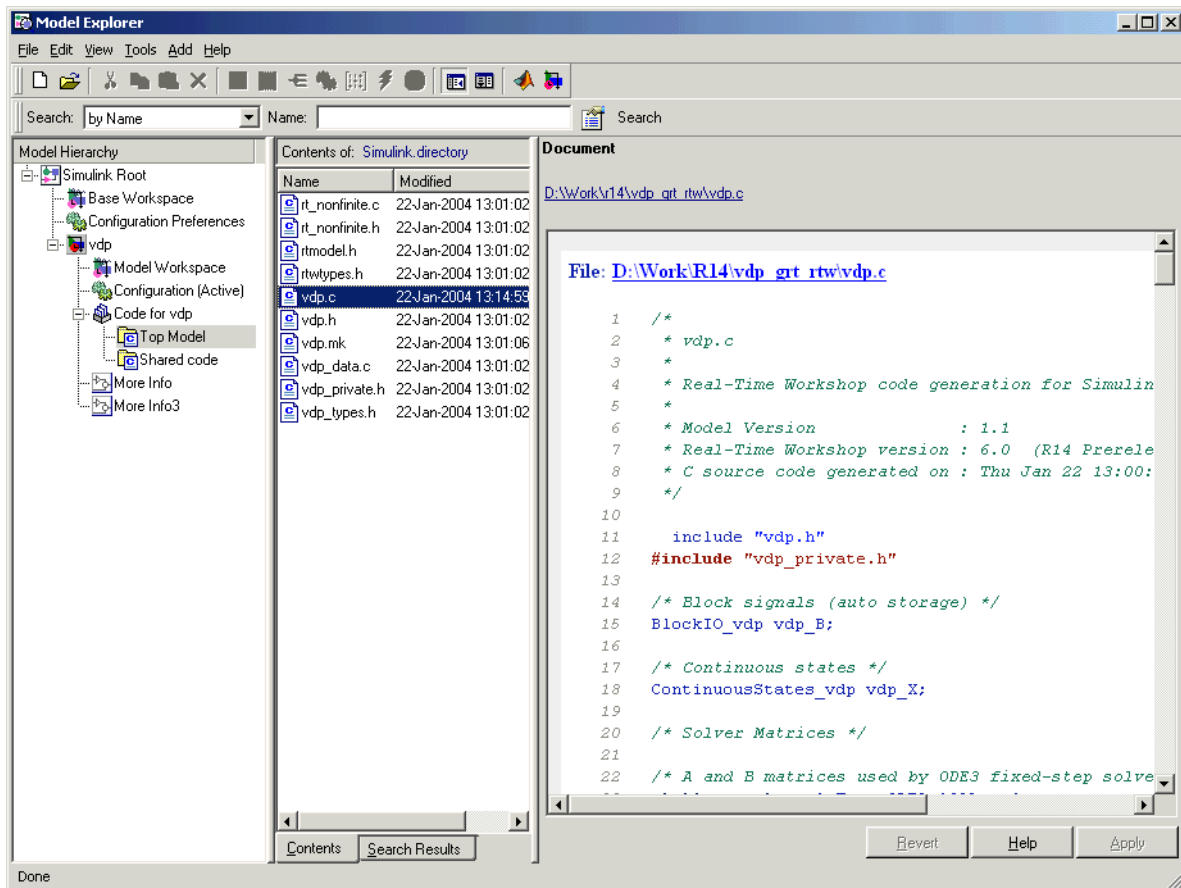 Model Explorer
File Edit View Tools Add Help
Search: by Name Name: Search
Model Hierarchy
Simulink Root
Base Workspace
Configuration Preferences
vdp
Model Workspace
Configuration (Active)
Code for vdp
Top Model
Shared code
More Info
More Info3
Contents of: Simulink.directory
Name Modified
rt_nonfinite.c 22-Jan-2004 13:01:02
rt_nonfinite.h 22-Jan-2004 13:01:02
rtmodel.h 22-Jan-2004 13:01:02
rtwtypes.h 22-Jan-2004 13:01:02
vdp.c 22-Jan-2004 13:14:59
vdp.h 22-Jan-2004 13:01:02
vdp.mk 22-Jan-2004 13:01:06
vdp_data.c 22-Jan-2004 13:01:02
vdp_private.h 22-Jan-2004 13:01:02
vdp_types.h 22-Jan-2004 13:01:02
Contents Search Results
Document
D:\Work\r14\vdp_grt_rtw\vdp.c
File: D:\Work\R14\vdp_grt_rtw\vdp.c
1 /*
2 * vdp.c
3 *
4 * Real-Time Workshop code generation for Simulin
5 *
6 * Model Version : 1.1
7 * Real-Time Workshop version : 6.0 (R14 Prerele
8 * C source code generated on : Thu Jan 22 13:00:
9 */
10
11 include "vdp.h"
12 #include "vdp_private.h"
13
14 /* Block signals (auto storage) */
15 BlockIO_vdp vdp_B;
16
17 /* Continuous states */
18 ContinuousStates_vdp vdp_X;
19
20 /* Solver Matrices */
21
22 /* A and B matrices used by ODE3 fixed-step solve
Revert Help Apply
Done